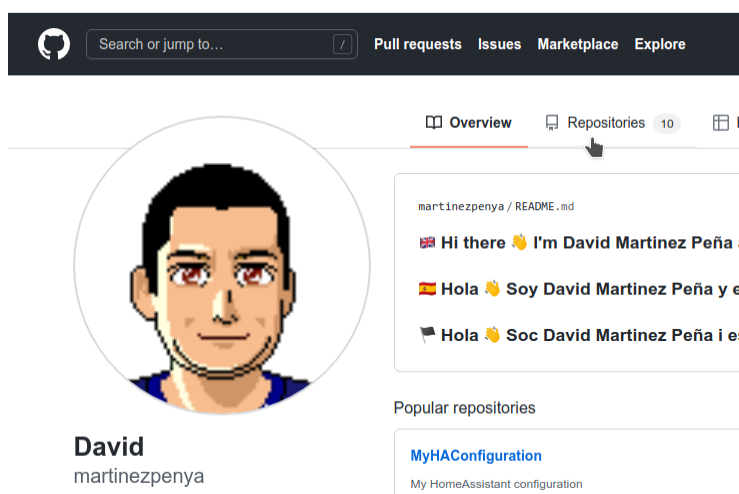 Search or jump to… / Pull requests Issues Marketplace Explore
Overview Repositories 10
martinezpenya / README.md
Hi there 👋 I'm David Martinez Peña
Hola 👋 Soy David Martinez Peña y
Hola 👋 Soc David Martinez Peña i
David
martinezpenya
Popular repositories
MyHAConfiguration
My HomeAssistant configuration